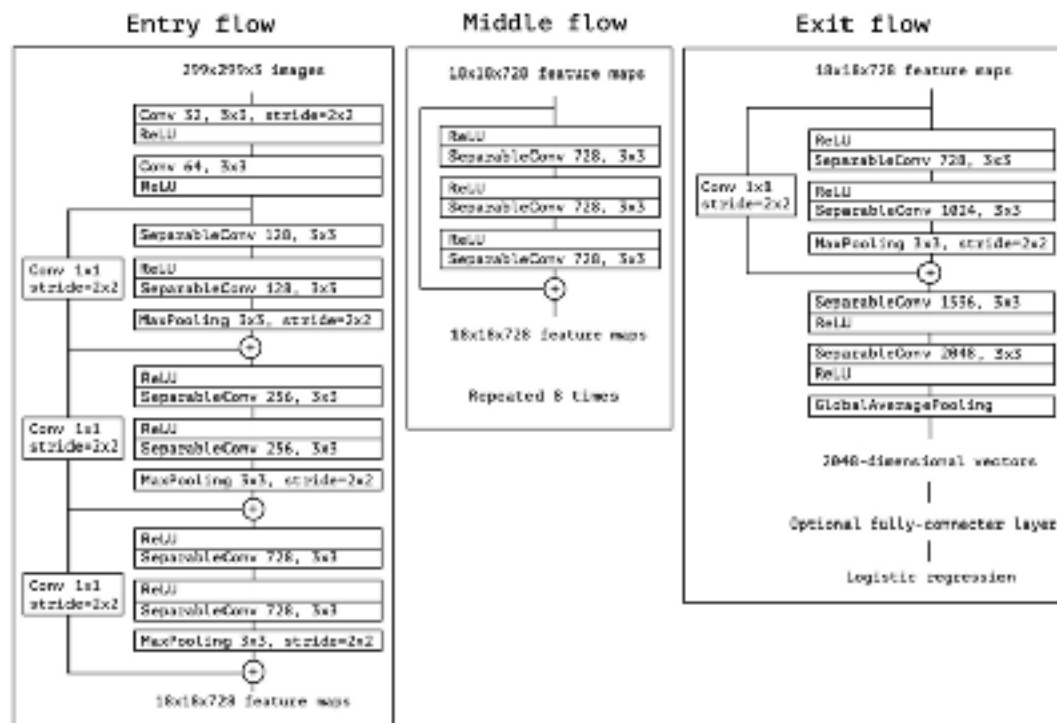 Entry flow
299x299x3 images
Conv 32, 3x3, stride=2x2
ReLU
Conv 64, 3x3
ReLU
SeparableConv 128, 3x3
Conv 1x1
stride=2x2
ReLU
SeparableConv 128, 3x3
MaxPooling 3x3, stride=2x2
+
ReLU
SeparableConv 256, 3x3
Conv 1x1
stride=2x2
ReLU
SeparableConv 256, 3x3
MaxPooling 3x3, stride=2x2
+
ReLU
SeparableConv 728, 3x3
Conv 1x1
stride=2x2
ReLU
SeparableConv 728, 3x3
MaxPooling 3x3, stride=2x2
+
18x18x728 feature maps
Middle flow
18x18x728 feature maps
ReLU
SeparableConv 728, 3x3
ReLU
SeparableConv 728, 3x3
ReLU
SeparableConv 728, 3x3
+
18x18x728 feature maps
Repeated 8 times
Exit flow
18x18x728 feature maps
ReLU
SeparableConv 728, 3x3
Conv 1x1
stride=2x2
ReLU
SeparableConv 1024, 3x3
MaxPooling 3x3, stride=2x2
+
SeparableConv 1536, 3x3
ReLU
SeparableConv 2048, 3x3
ReLU
GlobalAveragePooling
2048-dimensional vectors
Optional fully-connecter layer
Logistic regression